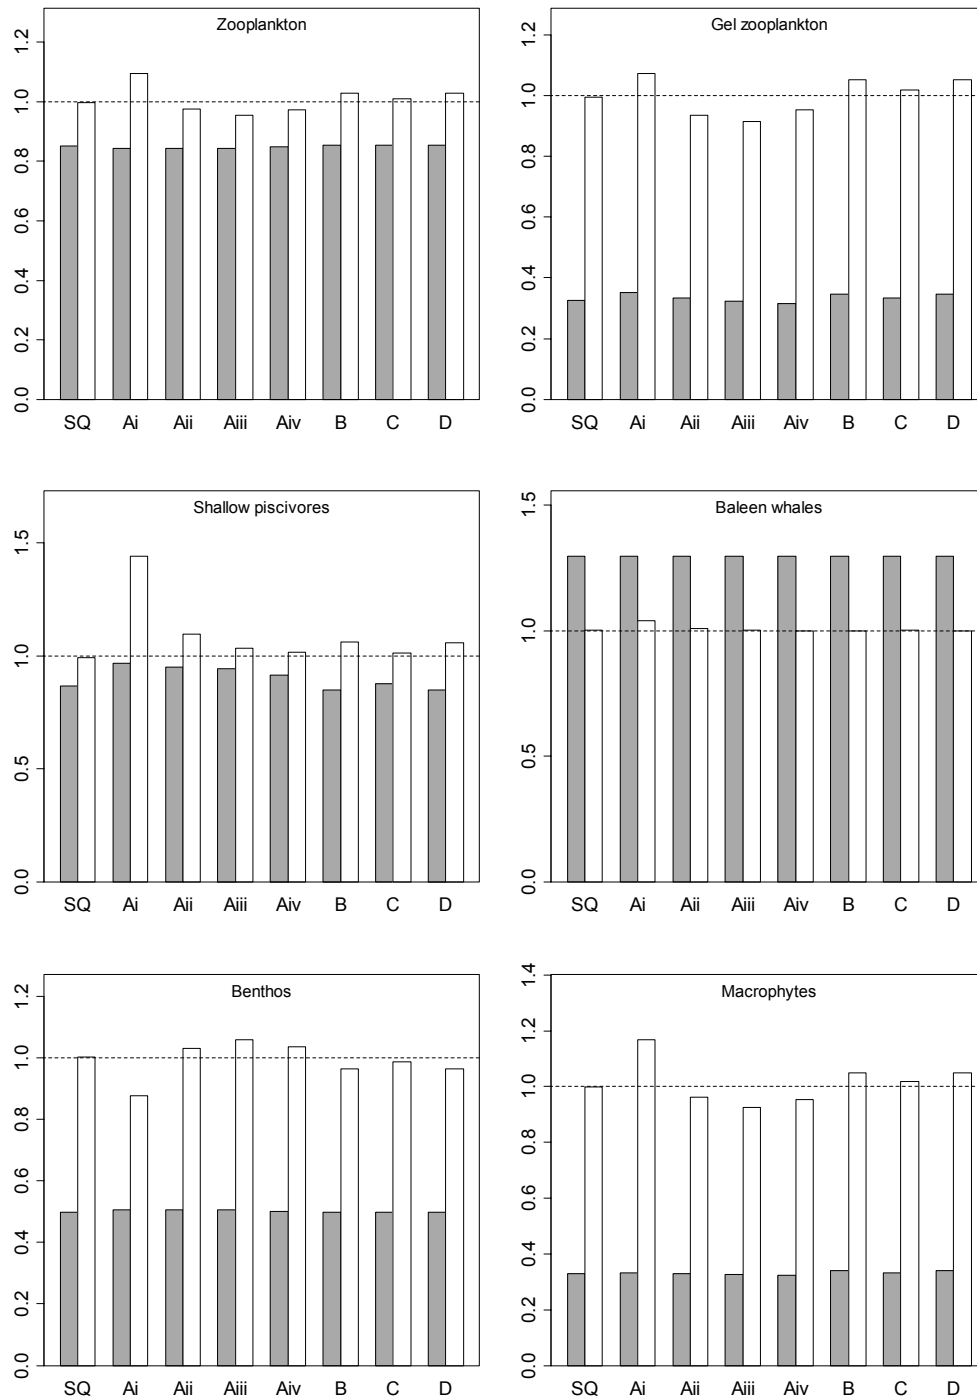 Zooplankton
0.0 0.2 0.4 0.6 0.8 1.0 1.2
SQ Ai Aii Aiii Aiv B C D
Gel zooplankton
0.0 0.2 0.4 0.6 0.8 1.0 1.2
SQ Ai Aii Aiii Aiv B C D
Shallow piscivores
0.0 0.5 1.0 1.5
SQ Ai Aii Aiii Aiv B C D
Baleen whales
0.0 0.5 1.0 1.5
SQ Ai Aii Aiii Aiv B C D
Benthos
0.0 0.2 0.4 0.6 0.8 1.0 1.2
SQ Ai Aii Aiii Aiv B C D
Macrophytes
0.0 0.2 0.4 0.6 0.8 1.0 1.2 1.4
SQ Ai Aii Aiii Aiv B C D